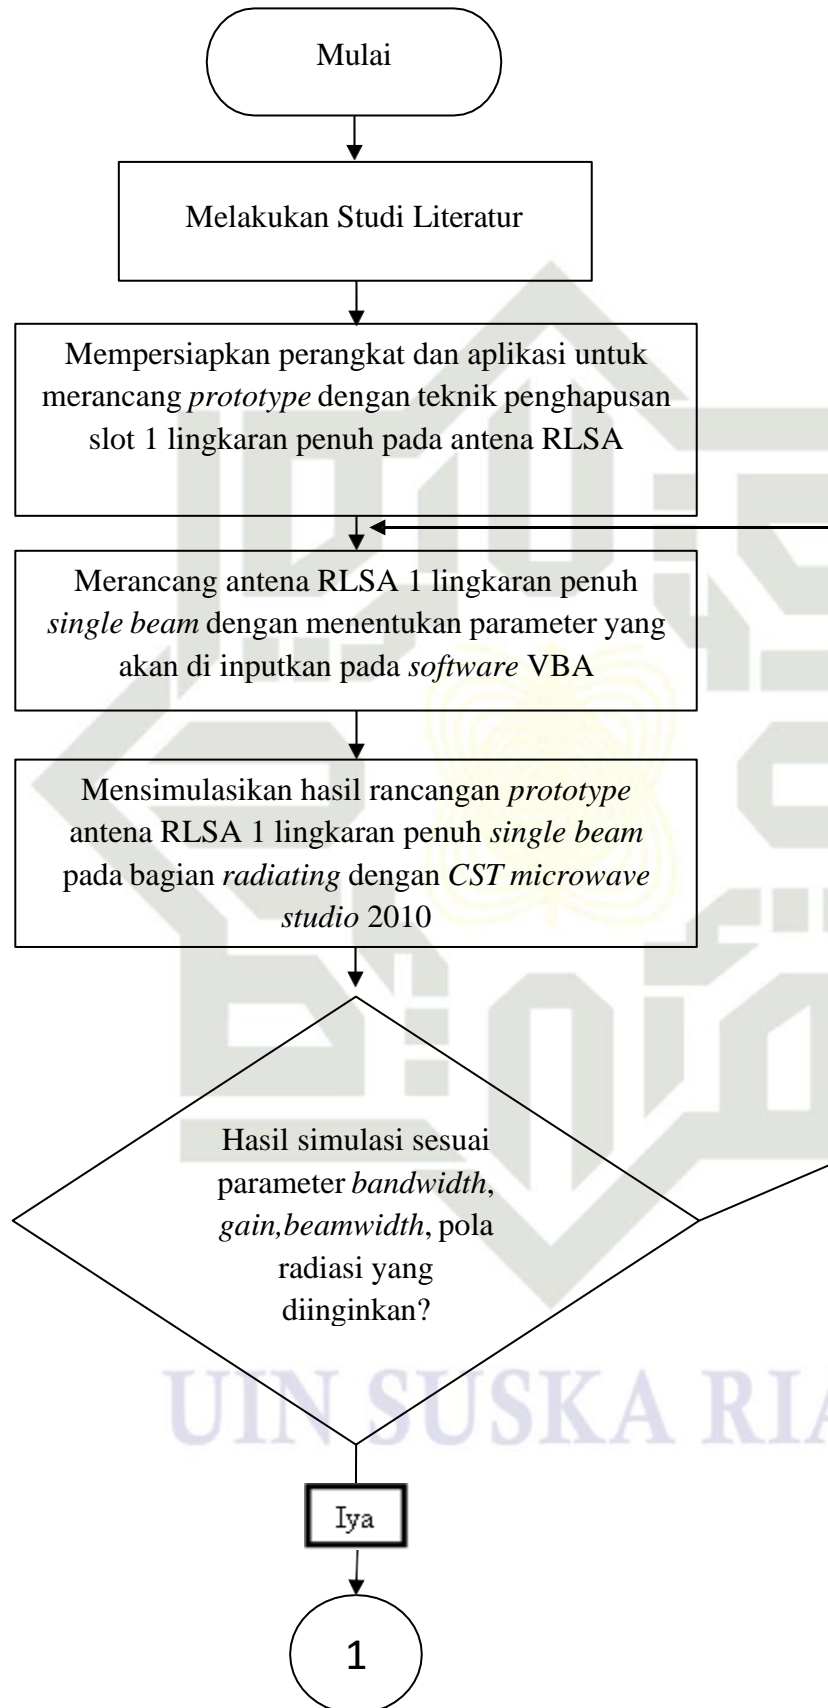 Mulai
Melakukan Studi Literatur
Mempersiapkan perangkat dan aplikasi untuk
merancang prototype dengan teknik penghapusan
slot 1 lingkaran penuh pada antena RLSA
Merancang antena RLSA 1 lingkaran penuh
single beam dengan menentukan parameter yang
akan di inputkan pada software VBA
Mensimulasikan hasil rancangan prototype
antena RLSA 1 lingkaran penuh single beam
pada bagian radiating dengan CST microwave
studio 2010
Hasil simulasi sesuai
parameter bandwidth,
gain,beamwidth, pola
radiasi yang
diinginkan?
UIN SUSKA RIA
Iya
1